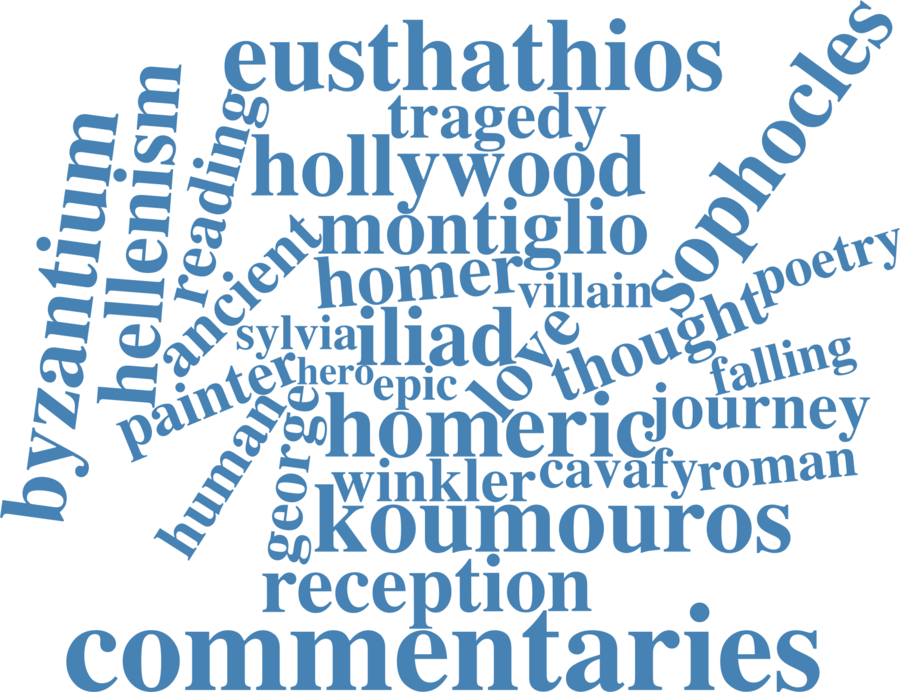 eusthathios
tragedy
sophocles
byzantium
hellenism
reading
hollywood
ancient
montiglio
homer
villain
poetry
sylvia
iliad
love
thought
painter
hero
epic
falling
human
george
homeric
journey
winkler
cavafy
roman
koumouros
reception
commentaries